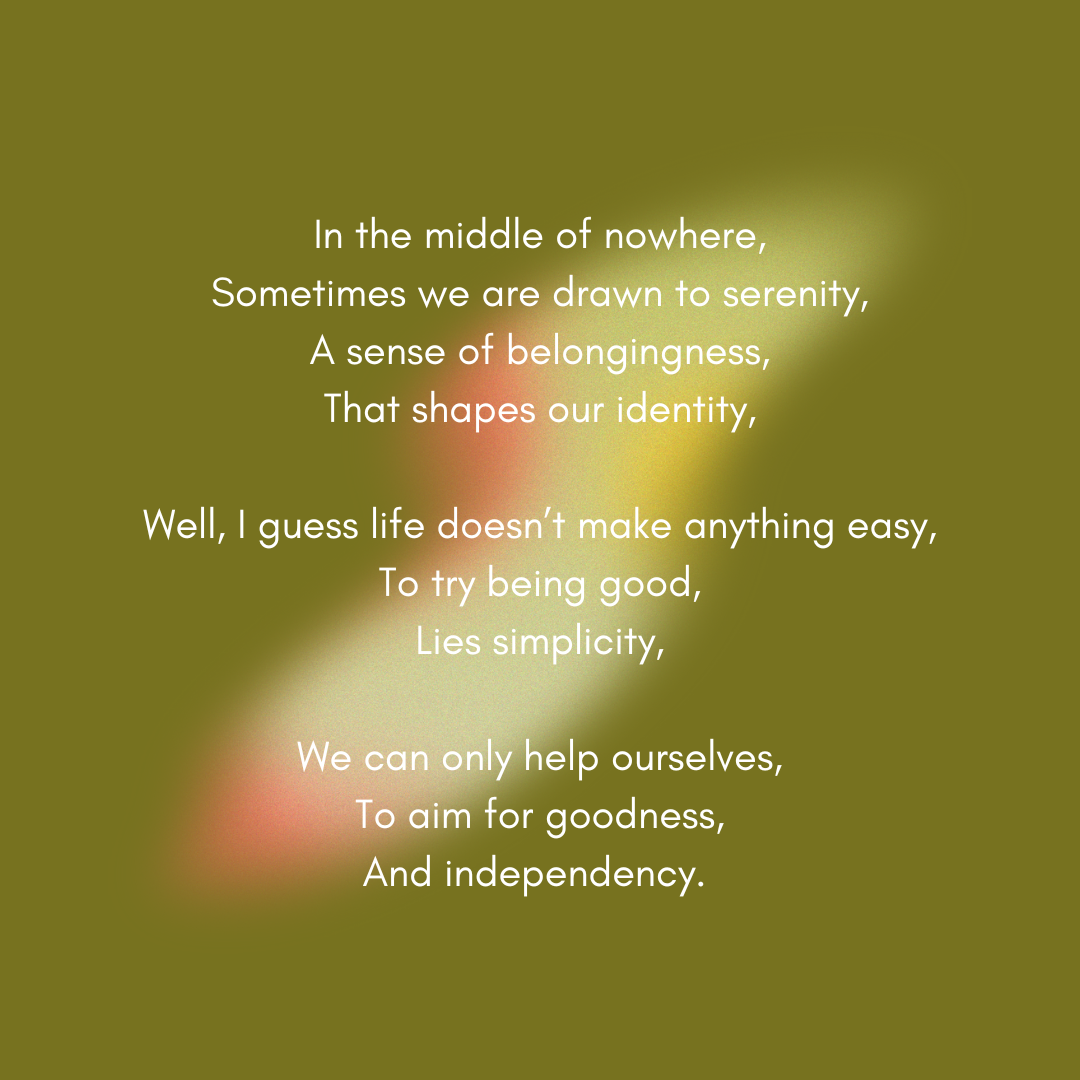 In the middle of nowhere,
Sometimes we are drawn to serenity,
A sense of belongingness,
That shapes our identity,
Well, I guess life doesn’t make anything easy,
To try being good,
Lies simplicity,
We can only help ourselves,
To aim for goodness,
And independency.